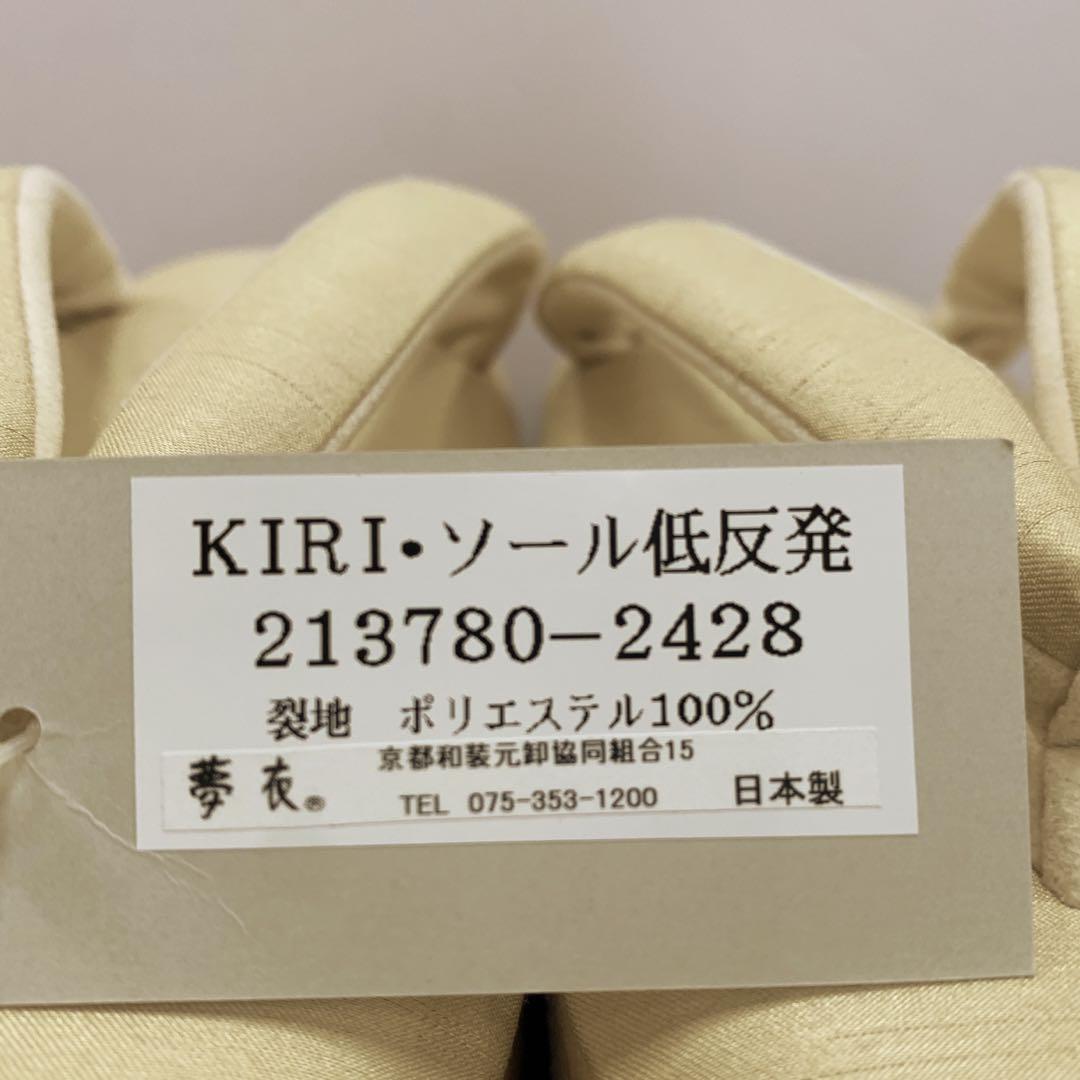 KIRI・ソール低反発
213780-2428
裂地 ポリエステル100%
京都和装元卸協同組合15
夢衣® TEL 075-353-1200 日本製